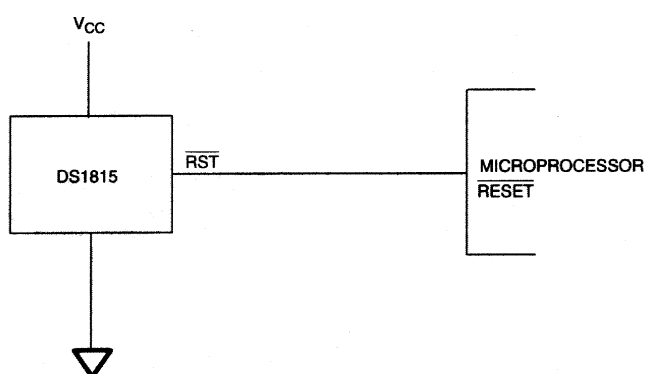 VCC
DS1815
RST
MICROPROCESSOR
RESET